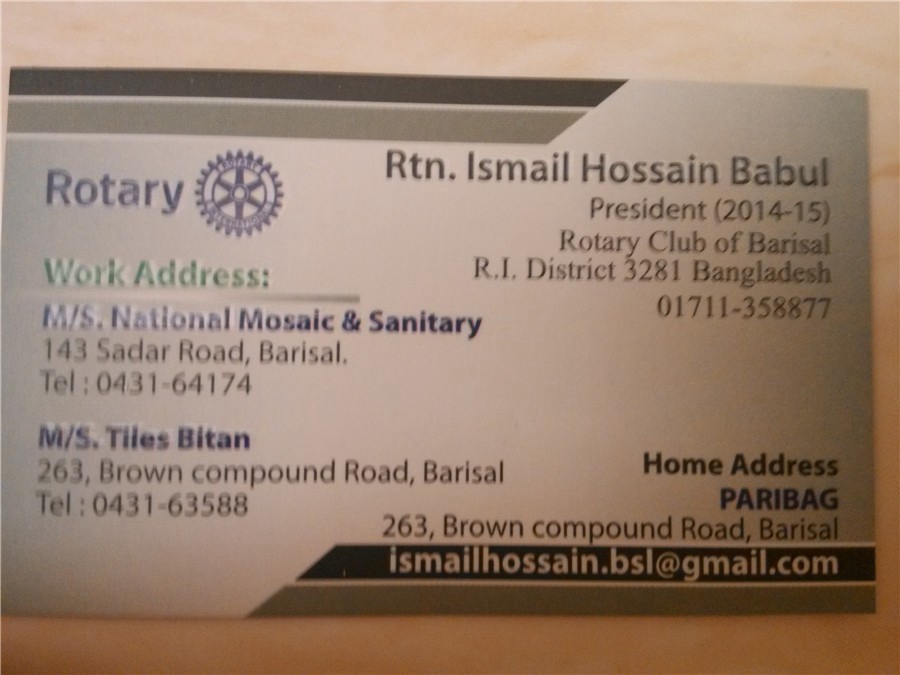 Rotary
Rtn. Ismail Hossain Babul
President (2014-15)
Rotary Club of Barisal
R.I. District 3281 Bangladesh
01711-358877
Work Address:
M/S. National Mosaic & Sanitary
143 Sadar Road, Barisal.
Tel : 0431-64174
M/S. Tiles Bitan
263, Brown compound Road, Barisal
Tel : 0431-63588
Home Address
PARIBAG
263, Brown compound Road, Barisal
ismailhossain.bsl@gmail.com